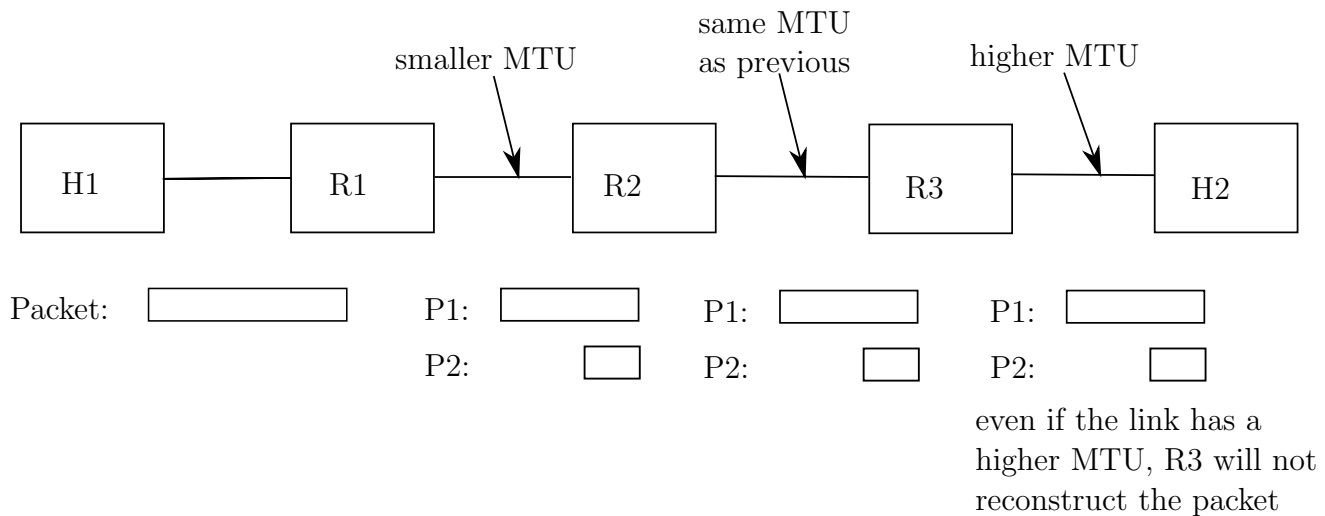 same MTU
as previous
smaller MTU
higher MTU
H1
R1
R2
R3
H2
Packet:
P1:
P1:
P1:
P2:
P2:
P2:
even if the link has a
higher MTU, R3 will not
reconstruct the packet